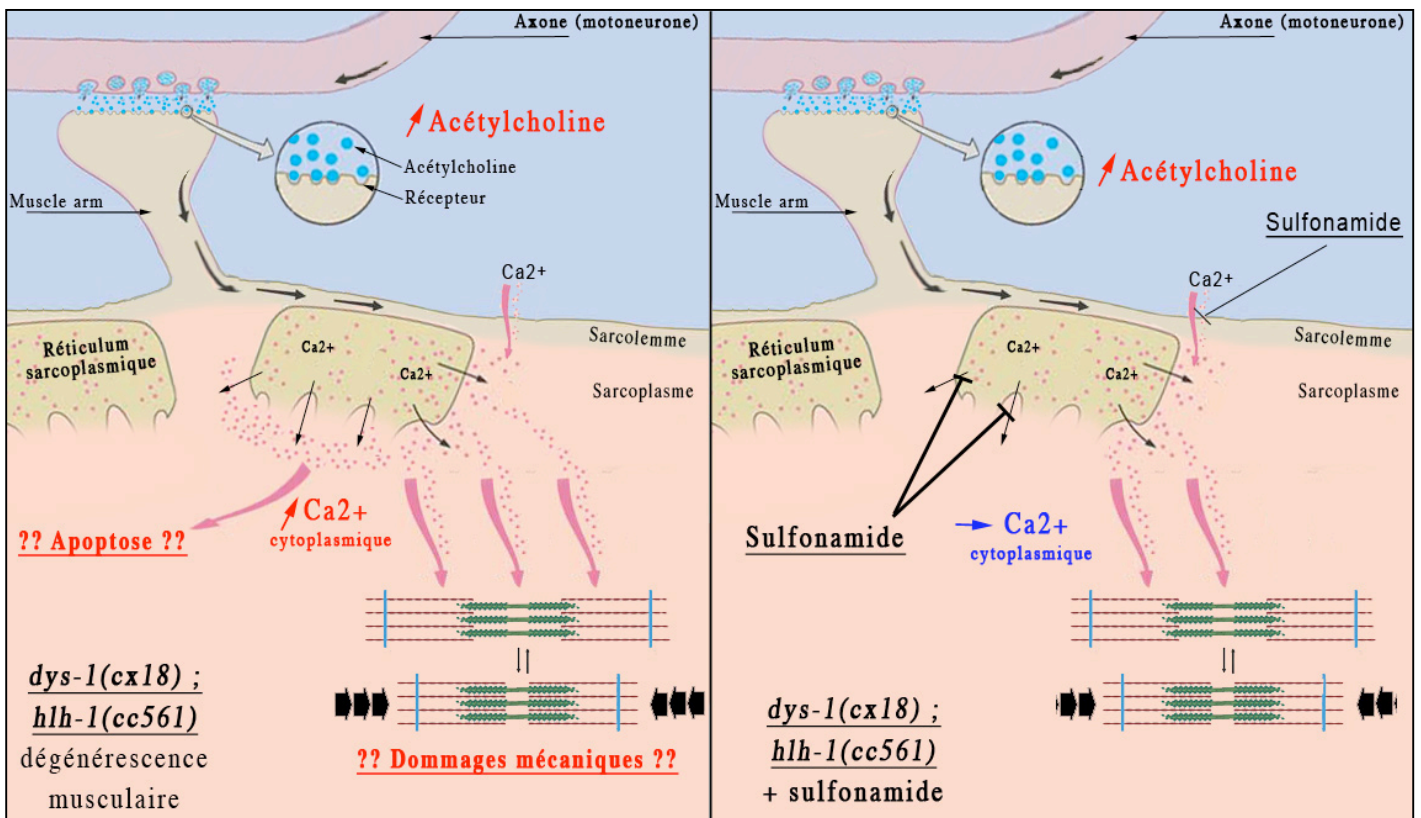 Axone (motoneurone)
Acétylcholine
Acétylcholine
Récepteur
Muscle arm
Ca2+
Sarcolemme
Réticulum
sarcoplasmique
Ca2+
Ca2+
Sarcoplasme
?? Apoptose ??
Ca2+
cytoplasmique
dys-1(cx18) ;
hlh-1(cc561)
dégénérescence
musculaire
?? Dommages mécaniques ??
Axone (motoneurone)
Acétylcholine
Acétylcholine
Récepteur
Muscle arm
Sulfonamide
Ca2+
Sarcolemme
Réticulum
sarcoplasmique
Ca2+
Ca2+
Sarcoplasme
Sulfonamide
Ca2+
cytoplasmique
dys-1(cx18) ;
hlh-1(cc561)
+ sulfonamide